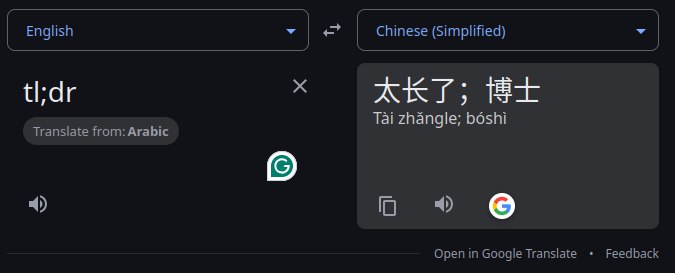 English
Chinese (Simplified)
tl;dr
Translate from: Arabic
太长了；博士
Tài zhǎngle; bóshì
Open in Google Translate • Feedback